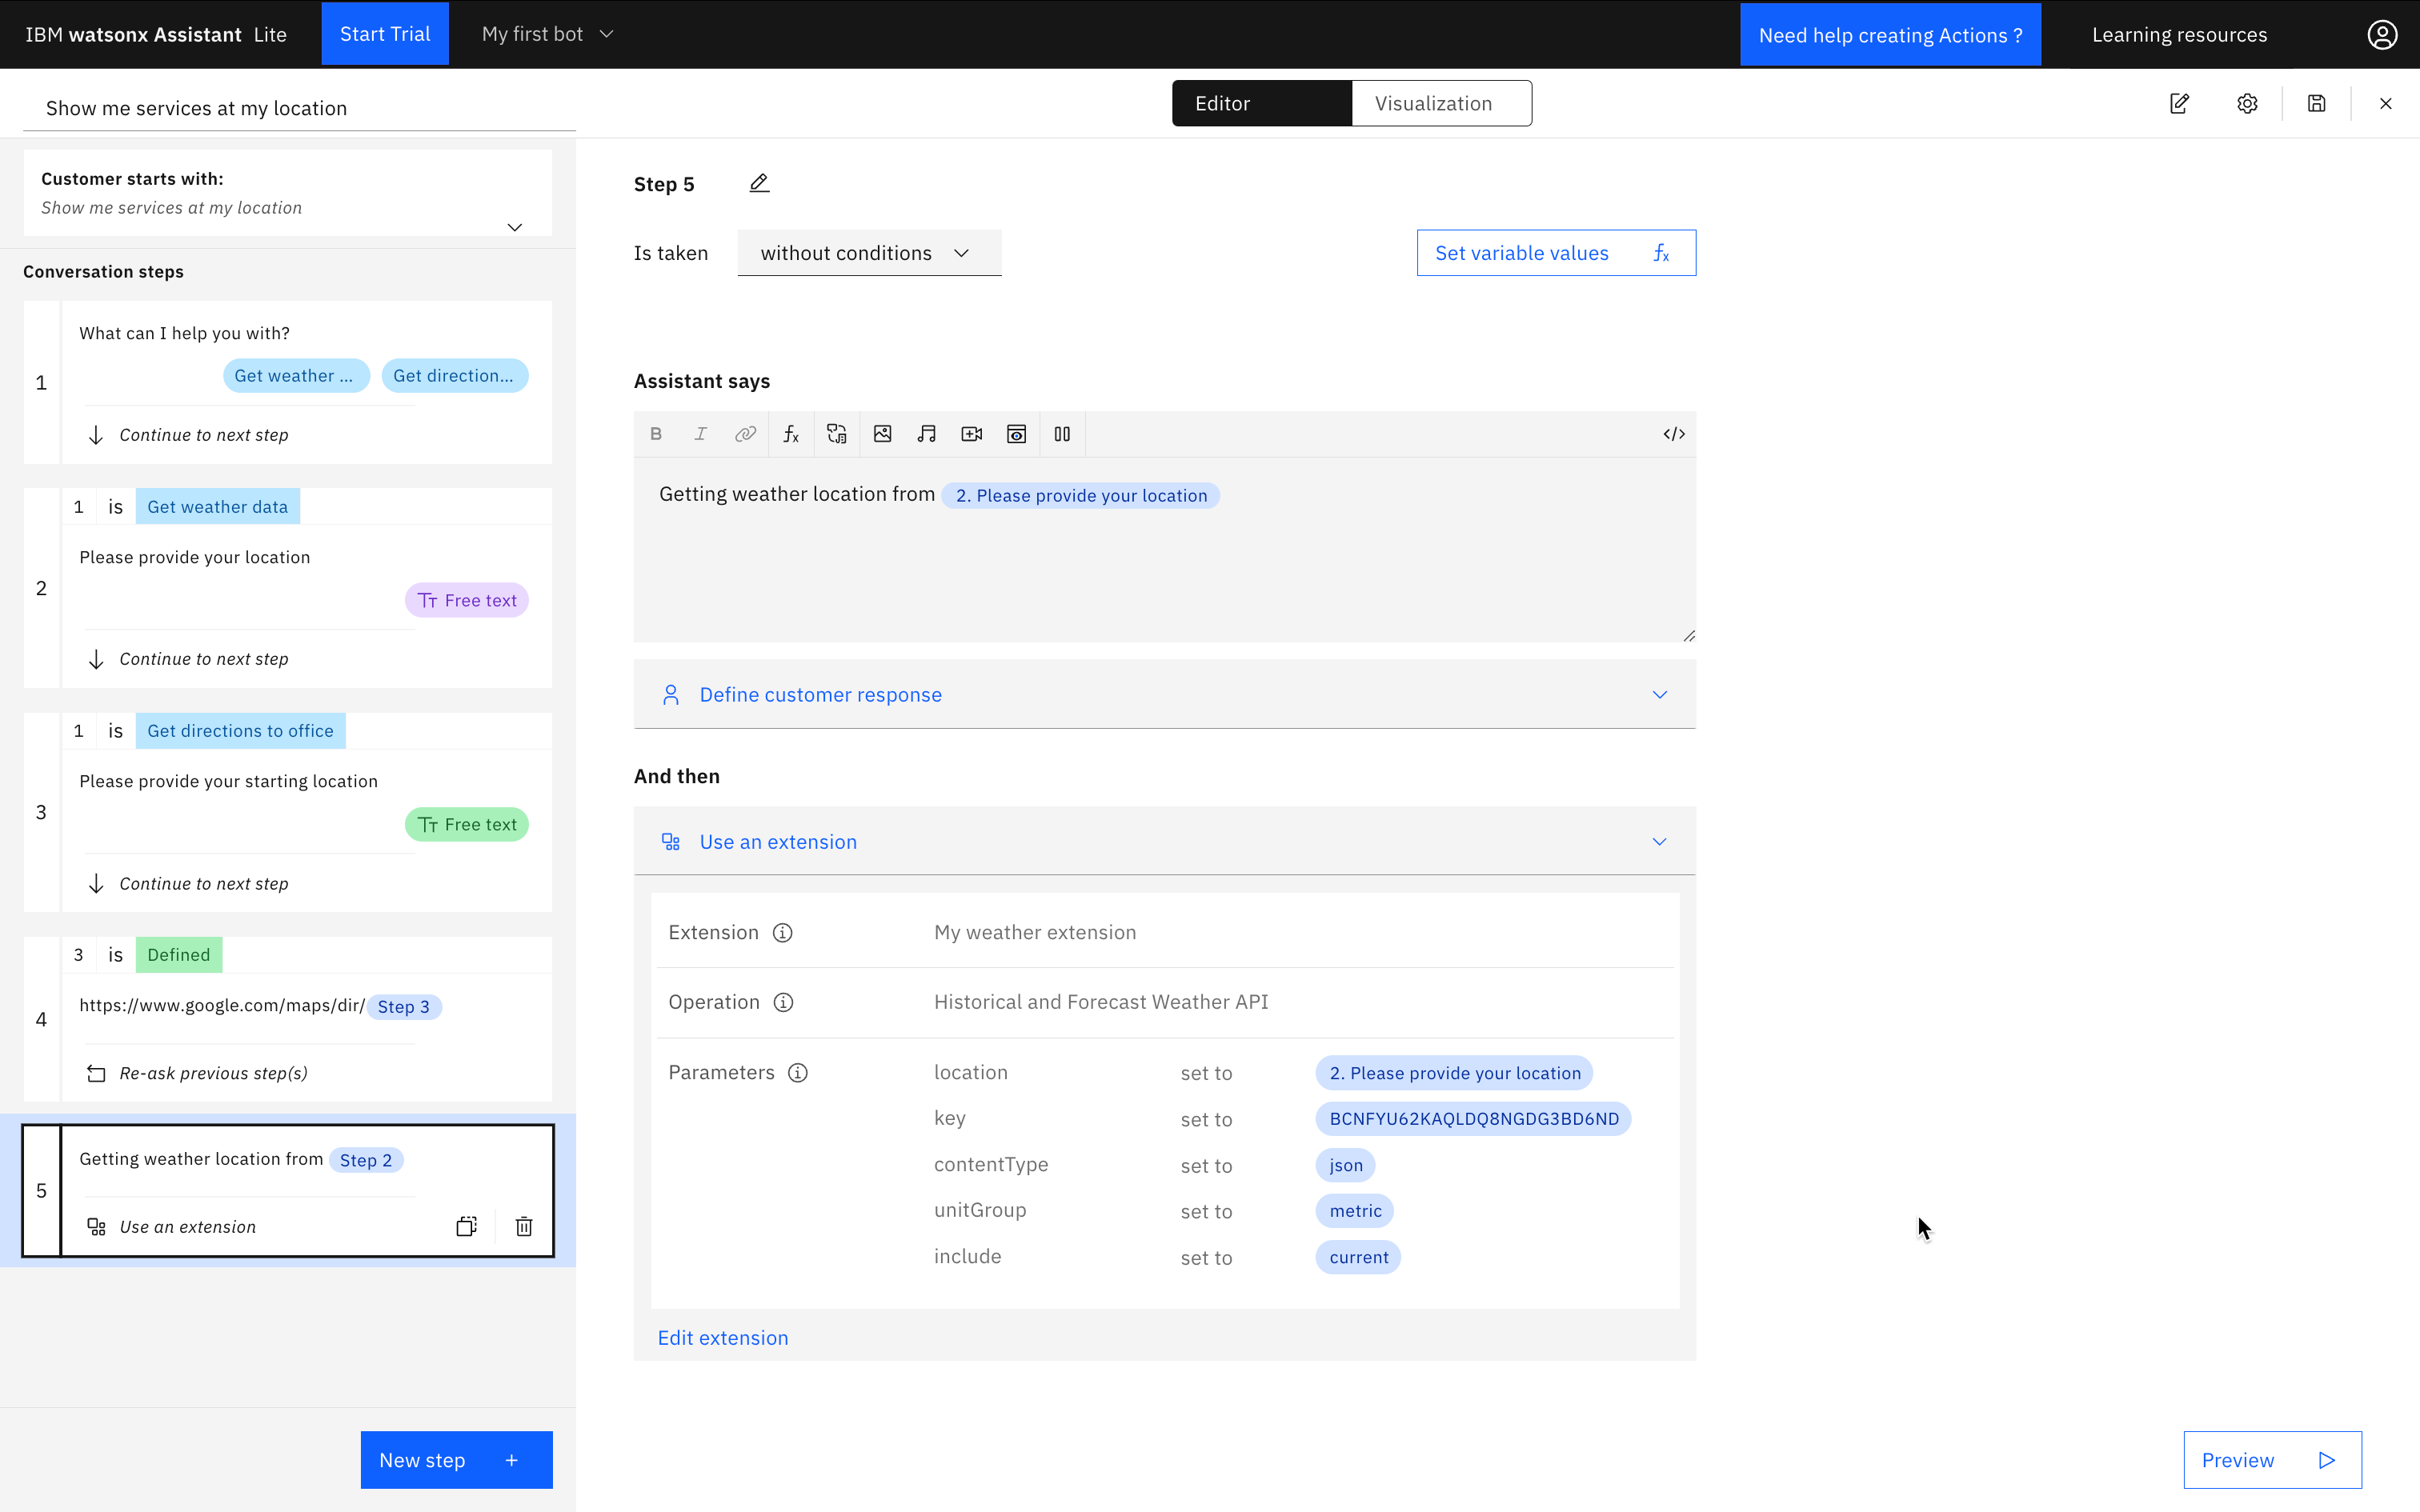 IBM watsonx Assistant Lite
Start Trial
My first bot
Need help creating Actions ?
Learning resources
Show me services at my location
Editor
Visualization
Customer starts with:
Show me services at my location
Conversation steps
1
What can I help you with?
Get weather ...
Get direction...
Continue to next step
2
1 is Get weather data
Please provide your location
Free text
Continue to next step
3
1 is Get directions to office
Please provide your starting location
Free text
Continue to next step
4
3 is Defined
https://www.google.com/maps/dir/ Step 3
Re-ask previous step(s)
5
Getting weather location from Step 2
Use an extension
New step +
Step 5
Is taken without conditions
Set variable values fx
Assistant says
B I fx </>
Getting weather location from 2. Please provide your location
Define customer response
And then
Use an extension
Extension My weather extension
Operation Historical and Forecast Weather API
Parameters location set to 2. Please provide your location
key set to BCNFYU62KAQLDQ8NGDG3BD6ND
contentType set to json
unitGroup set to metric
include set to current
Edit extension
Preview